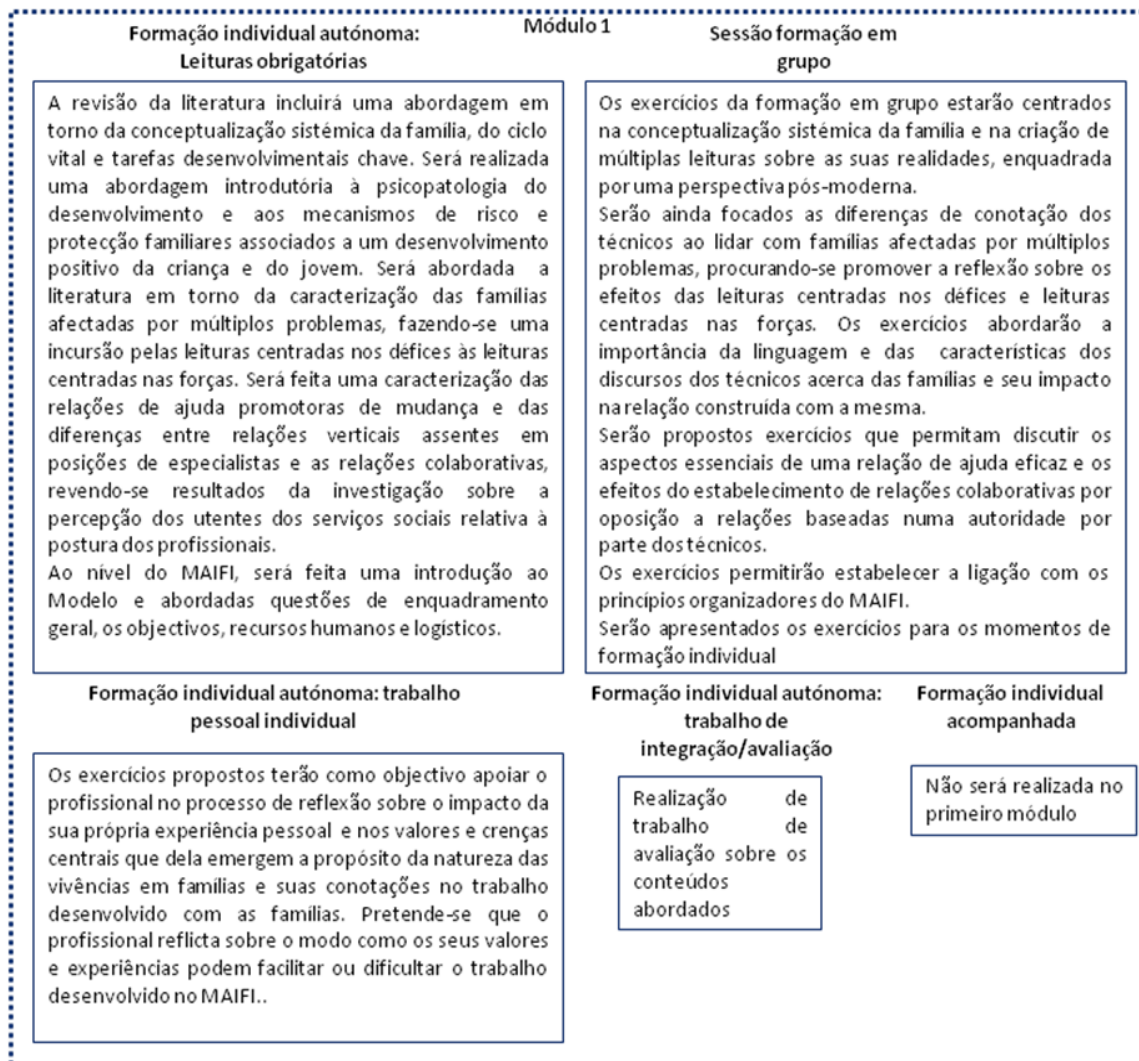 Módulo 1
Formação individual autónoma:
Leituras obrigatórias
A revisão da literatura incluirá uma abordagem em
torno da conceptualização sistémica da família, do ciclo
vital e tarefas desenvolvimentais chave. Será realizada
uma abordagem introdutória à psicopatologia do
desenvolvimento e aos mecanismos de risco e
protecção familiares associados a um desenvolvimento
positivo da criança e do jovem. Será abordada a
literatura em torno da caracterização das famílias
afectadas por múltiplos problemas, fazendo-se uma
incursão pelas leituras centradas nos défices às leituras
centradas nas forças. Será feita uma caracterização das
relações de ajuda promotoras de mudança e das
diferenças entre relações verticais assentes em
posições de especialistas e as relações colaborativas,
revendo-se resultados da investigação sobre a
percepção dos utentes dos serviços sociais relativa à
postura dos profissionais.
Ao nível do MAIFI, será feita uma introdução ao
Modelo e abordadas questões de enquadramento
geral, os objectivos, recursos humanos e logísticos.
Sessão formação em
grupo
Os exercícios da formação em grupo estarão centrados
na conceptualização sistémica da família e na criação de
múltiplas leituras sobre as suas realidades, enquadrada
por uma perspectiva pós-moderna.
Serão ainda focados as diferenças de conotação dos
técnicos ao lidar com famílias afectadas por múltiplos
problemas, procurando-se promover a reflexão sobre os
efeitos das leituras centradas nos défices e leituras
centradas nas forças. Os exercícios abordarão a
importância da linguagem e das características dos
discursos dos técnicos acerca das famílias e seu impacto
na relação construída com a mesma.
Serão propostos exercícios que permitam discutir os
aspectos essenciais de uma relação de ajuda eficaz e os
efeitos do estabelecimento de relações colaborativas por
oposição a relações baseadas numa autoridade por
parte dos técnicos.
Os exercícios permitirão estabelecer a ligação com os
princípios organizadores do MAIFI.
Serão apresentados os exercícios para os momentos de
formação individual
Formação individual autónoma: trabalho
pessoal individual
Os exercícios propostos terão como objectivo apoiar o
profissional no processo de reflexão sobre o impacto da
sua própria experiência pessoal e nos valores e crenças
centrais que dela emergem a propósito da natureza das
vivências em famílias e suas conotações no trabalho
desenvolvido com as famílias. Pretende-se que o
profissional reflicta sobre o modo como os seus valores
e experiências podem facilitar ou dificultar o trabalho
desenvolvido no MAIFI..
Formação individual autónoma:
trabalho de
integração/avaliação
Realização de
trabalho de
avaliação sobre os
conteúdos
abordados
Formação individual
acompanhada
Não será realizada no
primeiro módulo